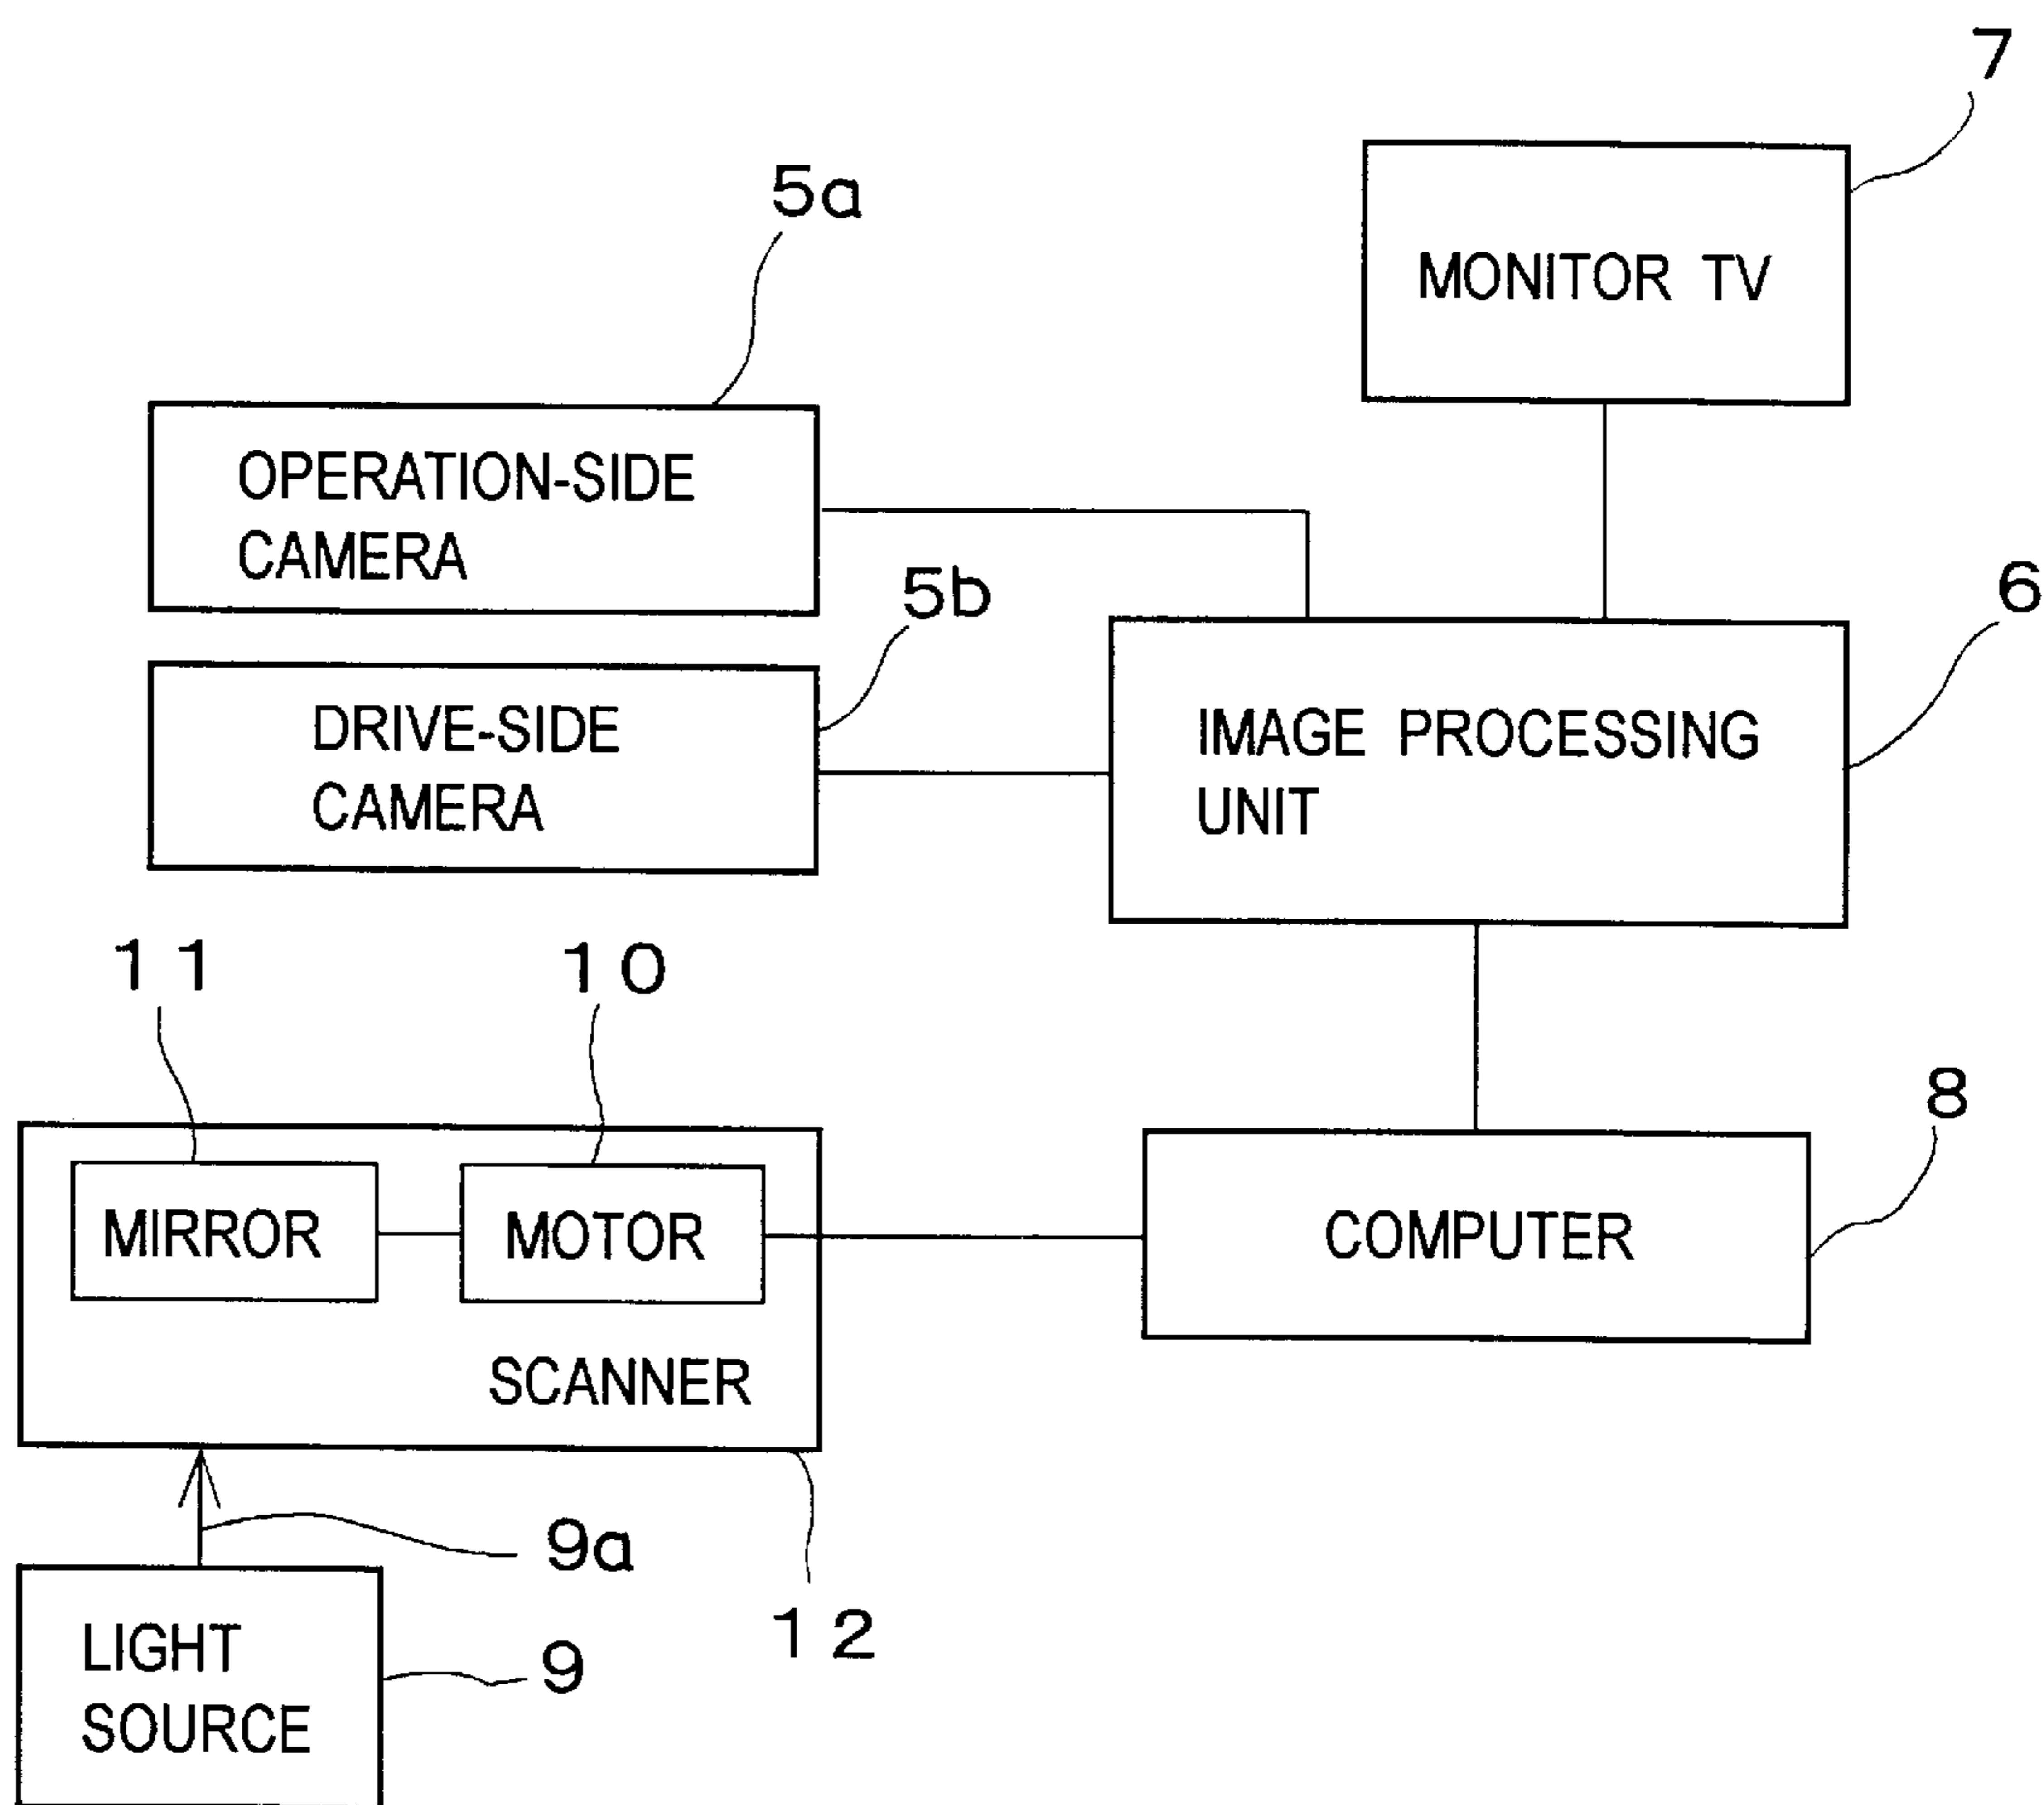 7
5a
MONITOR TV
OPERATION-SIDE
CAMERA
5b
6
DRIVE-SIDE
CAMERA
IMAGE PROCESSING
UNIT
11
10
8
MIRROR
MOTOR
COMPUTER
SCANNER
9a
12
LIGHT
SOURCE
9